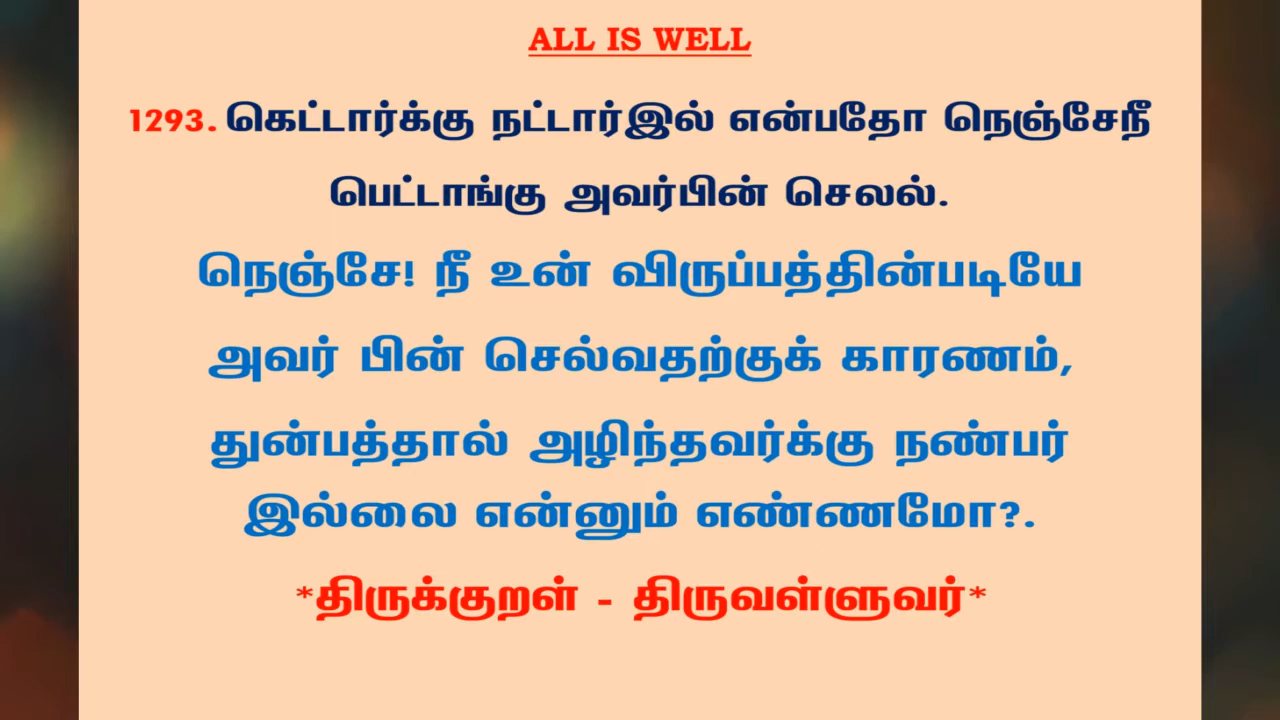 ALL IS WELL
1293. கெட்டார்க்கு நட்டார்இல் என்பதோ நெஞ்சேநீ
பெட்டாங்கு அவர்பின் செலல்.
நெஞ்சே! நீ உன் விருப்பத்தின்படியே
அவர் பின் செல்வதற்குக் காரணம்,
துன்பத்தால் அழிந்தவர்க்கு நண்பர்
இல்லை என்னும் எண்ணமோ?.
*திருக்குறள் - திருவள்ளுவர்*